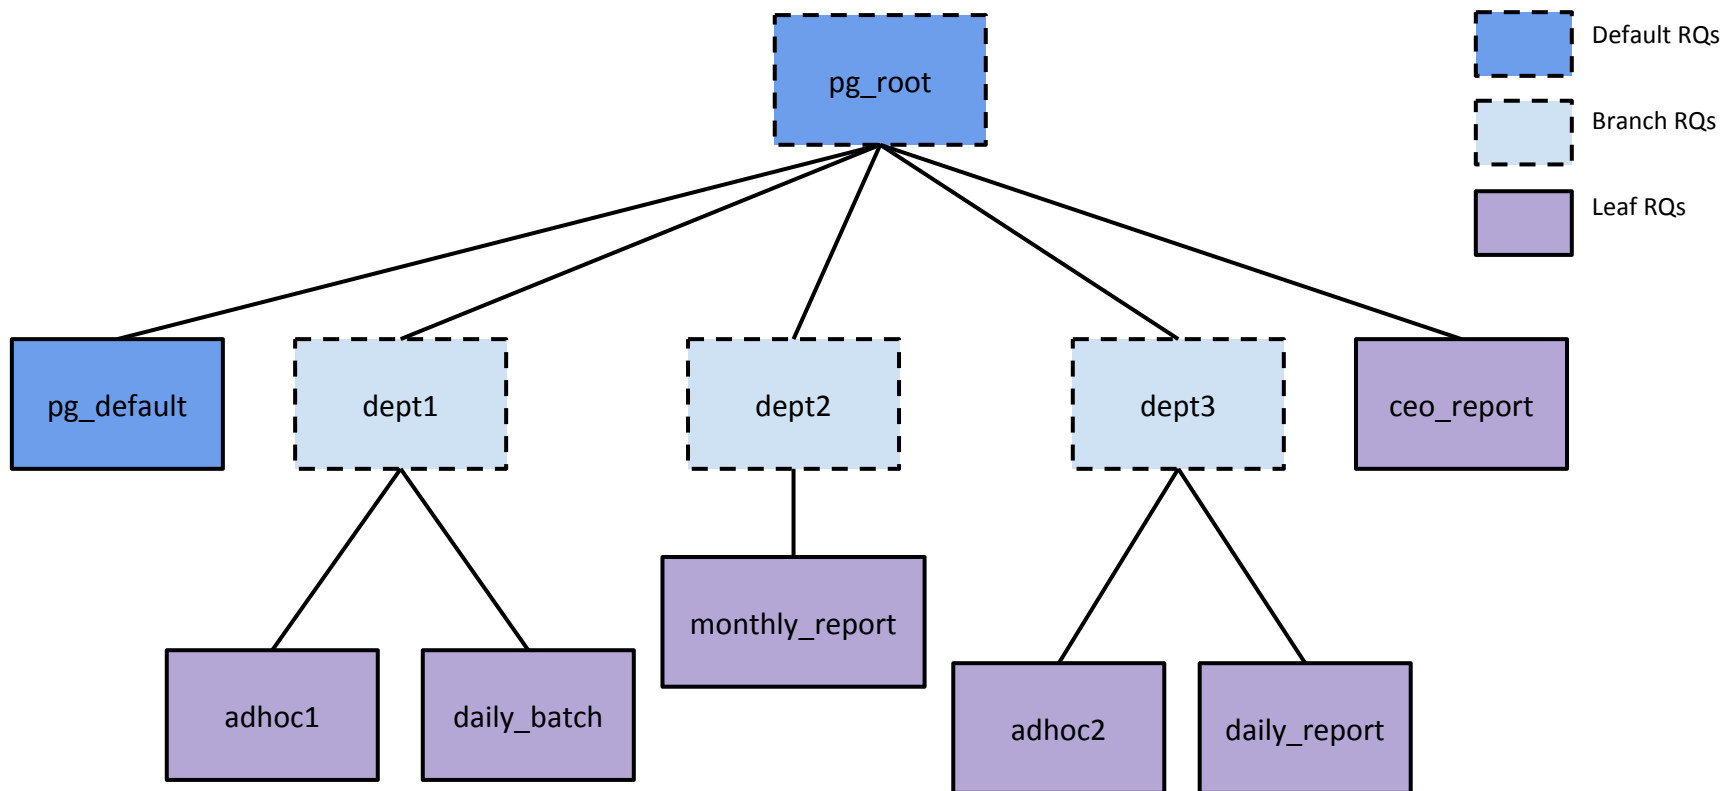 pg_root
Default RQs
Branch RQs
Leaf RQs
pg_default
dept1
dept2
dept3
ceo_report
monthly_report
adhoc1
daily_batch
adhoc2
daily_report